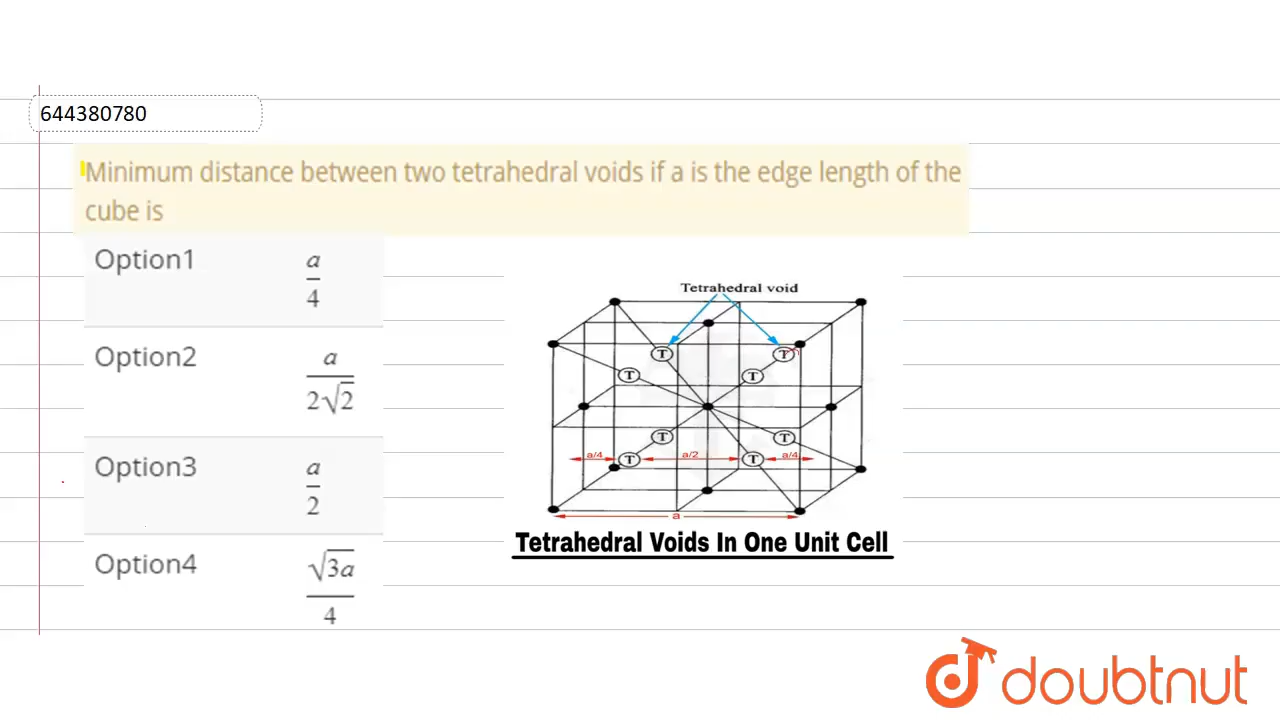 644380780
Minimum distance between two tetrahedral voids if a is the edge length of the
cube is
Option1 a/4
Option2 a/2√2
Option3 a/2
Option4 √3a/4
Tetrahedral void
T T
T T
T T
a/4 T a/2 T a/4
a
Tetrahedral Voids In One Unit Cell
doubtnut